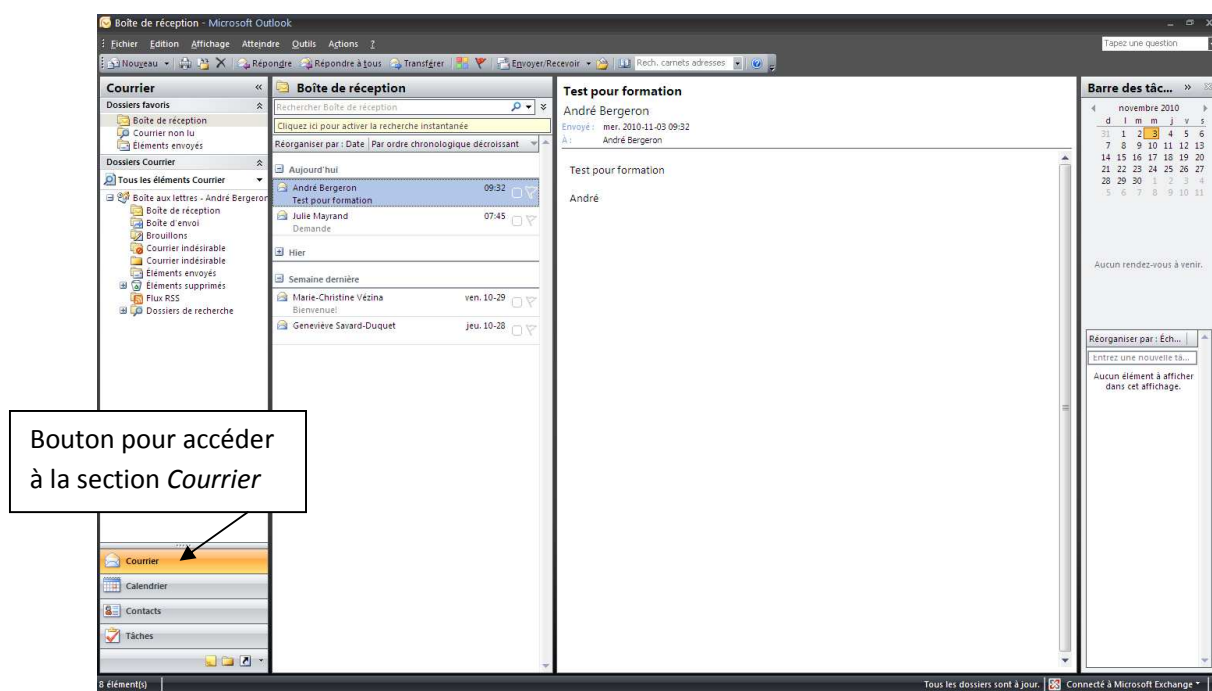 Boîte de réception - Microsoft Outlook
Fichier Edition Affichage Atteindre Outils Actions ?
Tapez une question
Nouveau Répondre Répondre à tous Transférer Envoyer/Recevoir Rech. carnets adresses
Courrier «
Dossiers favoris
Boîte de réception
Courrier non lu
Éléments envoyés
Dossiers Courrier
Tous les éléments Courrier
Boîte aux lettres - André Bergeron
Boîte de réception
Boîte d'envoi
Brouillons
Courrier indésirable
Courrier indésirable
Éléments envoyés
Éléments supprimés
Flux RSS
Dossiers de recherche
Bouton pour accéder
à la section Courrier
Courrier
Calendrier
Contacts
Tâches
Boîte de réception
Rechercher Boîte de réception
Cliquez ici pour activer la recherche instantanée
Réorganiser par : Date Par ordre chronologique décroissant
Aujourd'hui
André Bergeron 09:32
Test pour formation
Julie Mayrand 07:45
Demande
Hier
Semaine dernière
Marie-Christine Vézina ven. 10-29
Bienvenue!
Geneviève Savard-Duquet jeu. 10-28
Test pour formation
André Bergeron
Envoyé : mer. 2010-11-03 09:32
À : André Bergeron
Test pour formation
André
Barre des tâc... »
novembre 2010
d l m m j v s
31 1 2 3 4 5 6
7 8 9 10 11 12 13
14 15 16 17 18 19 20
21 22 23 24 25 26 27
28 29 30 1 2 3 4
5 6 7 8 9 10 11
Aucun rendez-vous à venir.
Réorganiser par : Éch...
Entrez une nouvelle tâ...
Aucun élément à afficher
dans cet affichage.
8 élément(s)
Tous les dossiers sont à jour. Connecté à Microsoft Exchange